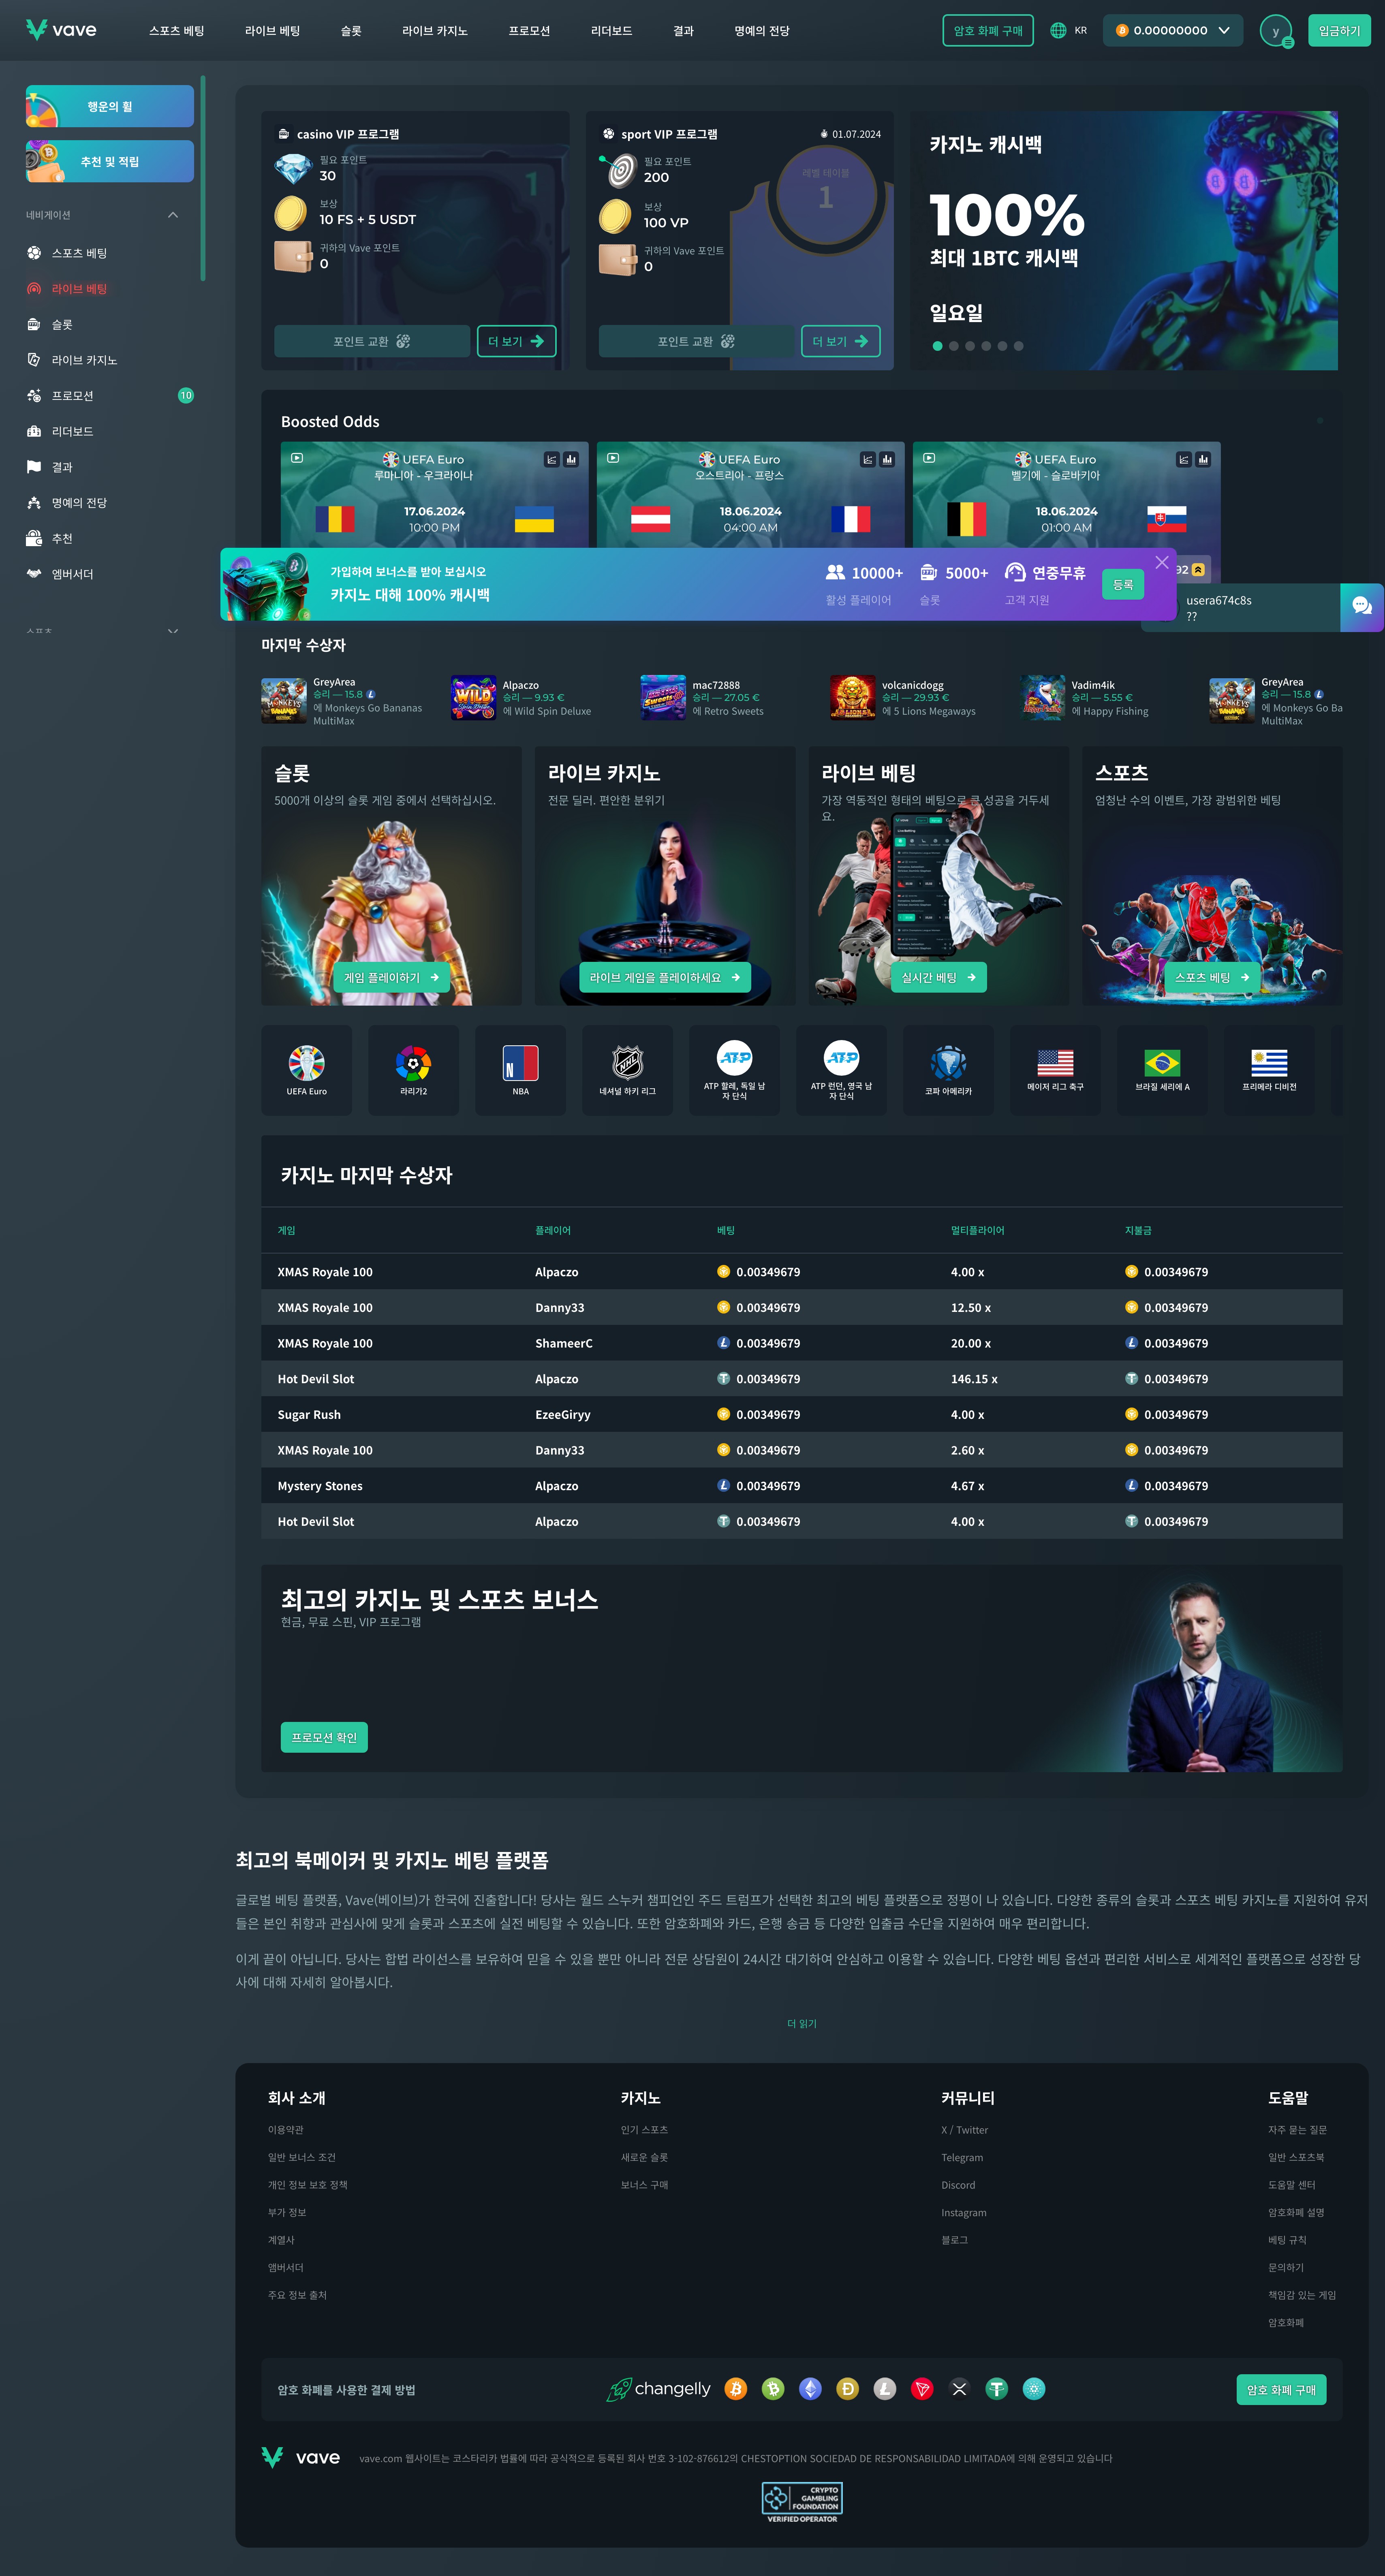 vave
스포츠 베팅
라이브 베팅
슬롯
라이브 카지노
프로모션
리더보드
결과
명예의 전당
암호 화폐 구매
KR
0.00000000
y
입금하기
행운의 휠
추천 및 적립
네비게이션
스포츠 베팅
라이브 베팅
슬롯
라이브 카지노
프로모션
10
리더보드
결과
명예의 전당
추천
엠버서더
스포츠
casino VIP 프로그램
필요 포인트
30
보상
10 FS + 5 USDT
귀하의 Vave 포인트
0
포인트 교환
더 보기
1
sport VIP 프로그램
01.07.2024
필요 포인트
200
보상
100 VP
귀하의 Vave 포인트
0
레벨 테이블
1
포인트 교환
더 보기
카지노 캐시백
100%
최대 1BTC 캐시백
일요일
Boosted Odds
UEFA Euro
루마니아 - 우크라이나
17.06.2024
10:00 PM
UEFA Euro
오스트리아 - 프랑스
18.06.2024
04:00 AM
UEFA Euro
벨기에 - 슬로바키아
18.06.2024
01:00 AM
92
가입하여 보너스를 받아 보십시오
카지노 대해 100% 캐시백
10000+
활성 플레이어
5000+
슬롯
연중무휴
고객 지원
등록
usera674c8s
??
마지막 수상자
GreyArea
승리 — 15.8
에 Monkeys Go Bananas
MultiMax
Alpaczo
승리 — 9.93 €
에 Wild Spin Deluxe
mac72888
승리 — 27.05 €
에 Retro Sweets
volcanicdogg
승리 — 29.93 €
에 5 Lions Megaways
Vadim4ik
승리 — 5.55 €
에 Happy Fishing
GreyArea
승리 — 15.8
에 Monkeys Go Ba
MultiMax
슬롯
5000개 이상의 슬롯 게임 중에서 선택하십시오.
게임 플레이하기
라이브 카지노
전문 딜러. 편안한 분위기
라이브 게임을 플레이하세요
라이브 베팅
가장 역동적인 형태의 베팅으로 큰 성공을 거두세
요.
실시간 베팅
스포츠
엄청난 수의 이벤트, 가장 광범위한 베팅
스포츠 베팅
UEFA Euro
라리가2
N
NBA
NHL
네셔널 하키 리그
ATP
ATP 할레, 독일 남
자 단식
ATP
ATP 런던, 영국 남
자 단식
코파 아메리카
메이저 리그 축구
브라질 세리에 A
프리메라 디비전
카지노 마지막 수상자
게임 플레이어 베팅 멀티플라이어 지불금
XMAS Royale 100 Alpaczo 0.00349679 4.00 x 0.00349679
XMAS Royale 100 Danny33 0.00349679 12.50 x 0.00349679
XMAS Royale 100 ShameerC 0.00349679 20.00 x 0.00349679
Hot Devil Slot Alpaczo 0.00349679 146.15 x 0.00349679
Sugar Rush EzeeGiryy 0.00349679 4.00 x 0.00349679
XMAS Royale 100 Danny33 0.00349679 2.60 x 0.00349679
Mystery Stones Alpaczo 0.00349679 4.67 x 0.00349679
Hot Devil Slot Alpaczo 0.00349679 4.00 x 0.00349679
최고의 카지노 및 스포츠 보너스
현금, 무료 스핀, VIP 프로그램
프로모션 확인
최고의 북메이커 및 카지노 베팅 플랫폼
글로벌 베팅 플랫폼, Vave(베이브)가 한국에 진출합니다! 당사는 월드 스누커 챔피언인 주드 트럼프가 선택한 최고의 베팅 플랫폼으로 정평이 나 있습니다. 다양한 종류의 슬롯과 스포츠 베팅 카지노를 지원하여 유저
들은 본인 취향과 관심사에 맞게 슬롯과 스포츠에 실전 베팅할 수 있습니다. 또한 암호화폐와 카드, 은행 송금 등 다양한 입출금 수단을 지원하여 매우 편리합니다.
이게 끝이 아닙니다. 당사는 합법 라이선스를 보유하여 믿을 수 있을 뿐만 아니라 전문 상담원이 24시간 대기하여 안심하고 이용할 수 있습니다. 다양한 베팅 옵션과 편리한 서비스로 세계적인 플랫폼으로 성장한 당
사에 대해 자세히 알아봅시다.
더 읽기
회사 소개
이용약관
일반 보너스 조건
개인 정보 보호 정책
부가 정보
계열사
앰버서더
주요 정보 출처
카지노
인기 스포츠
새로운 슬롯
보너스 구매
커뮤니티
X / Twitter
Telegram
Discord
Instagram
블로그
도움말
자주 묻는 질문
일반 스포츠북
도움말 센터
암호화폐 설명
베팅 규칙
문의하기
책임감 있는 게임
암호화폐
암호 화폐를 사용한 결제 방법
changelly
암호 화폐 구매
vave
vave.com 웹사이트는 코스타리카 법률에 따라 공식적으로 등록된 회사 번호 3-102-876612의 CHESTOPTION SOCIEDAD DE RESPONSABILIDAD LIMITADA에 의해 운영되고 있습니다
CRYPTO
GAMBLING
FOUNDATION
VERIFIED OPERATOR